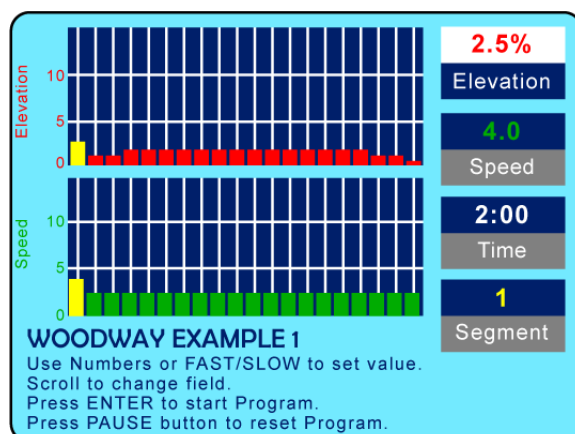 2.5%
Elevation
10
5
0
Elevation
4.0
Speed
2:00
Time
10
5
0
Speed
1
Segment
WOODWAY EXAMPLE 1
Use Numbers or FAST/SLOW to set value.
Scroll to change field.
Press ENTER to start Program.
Press PAUSE button to reset Program.